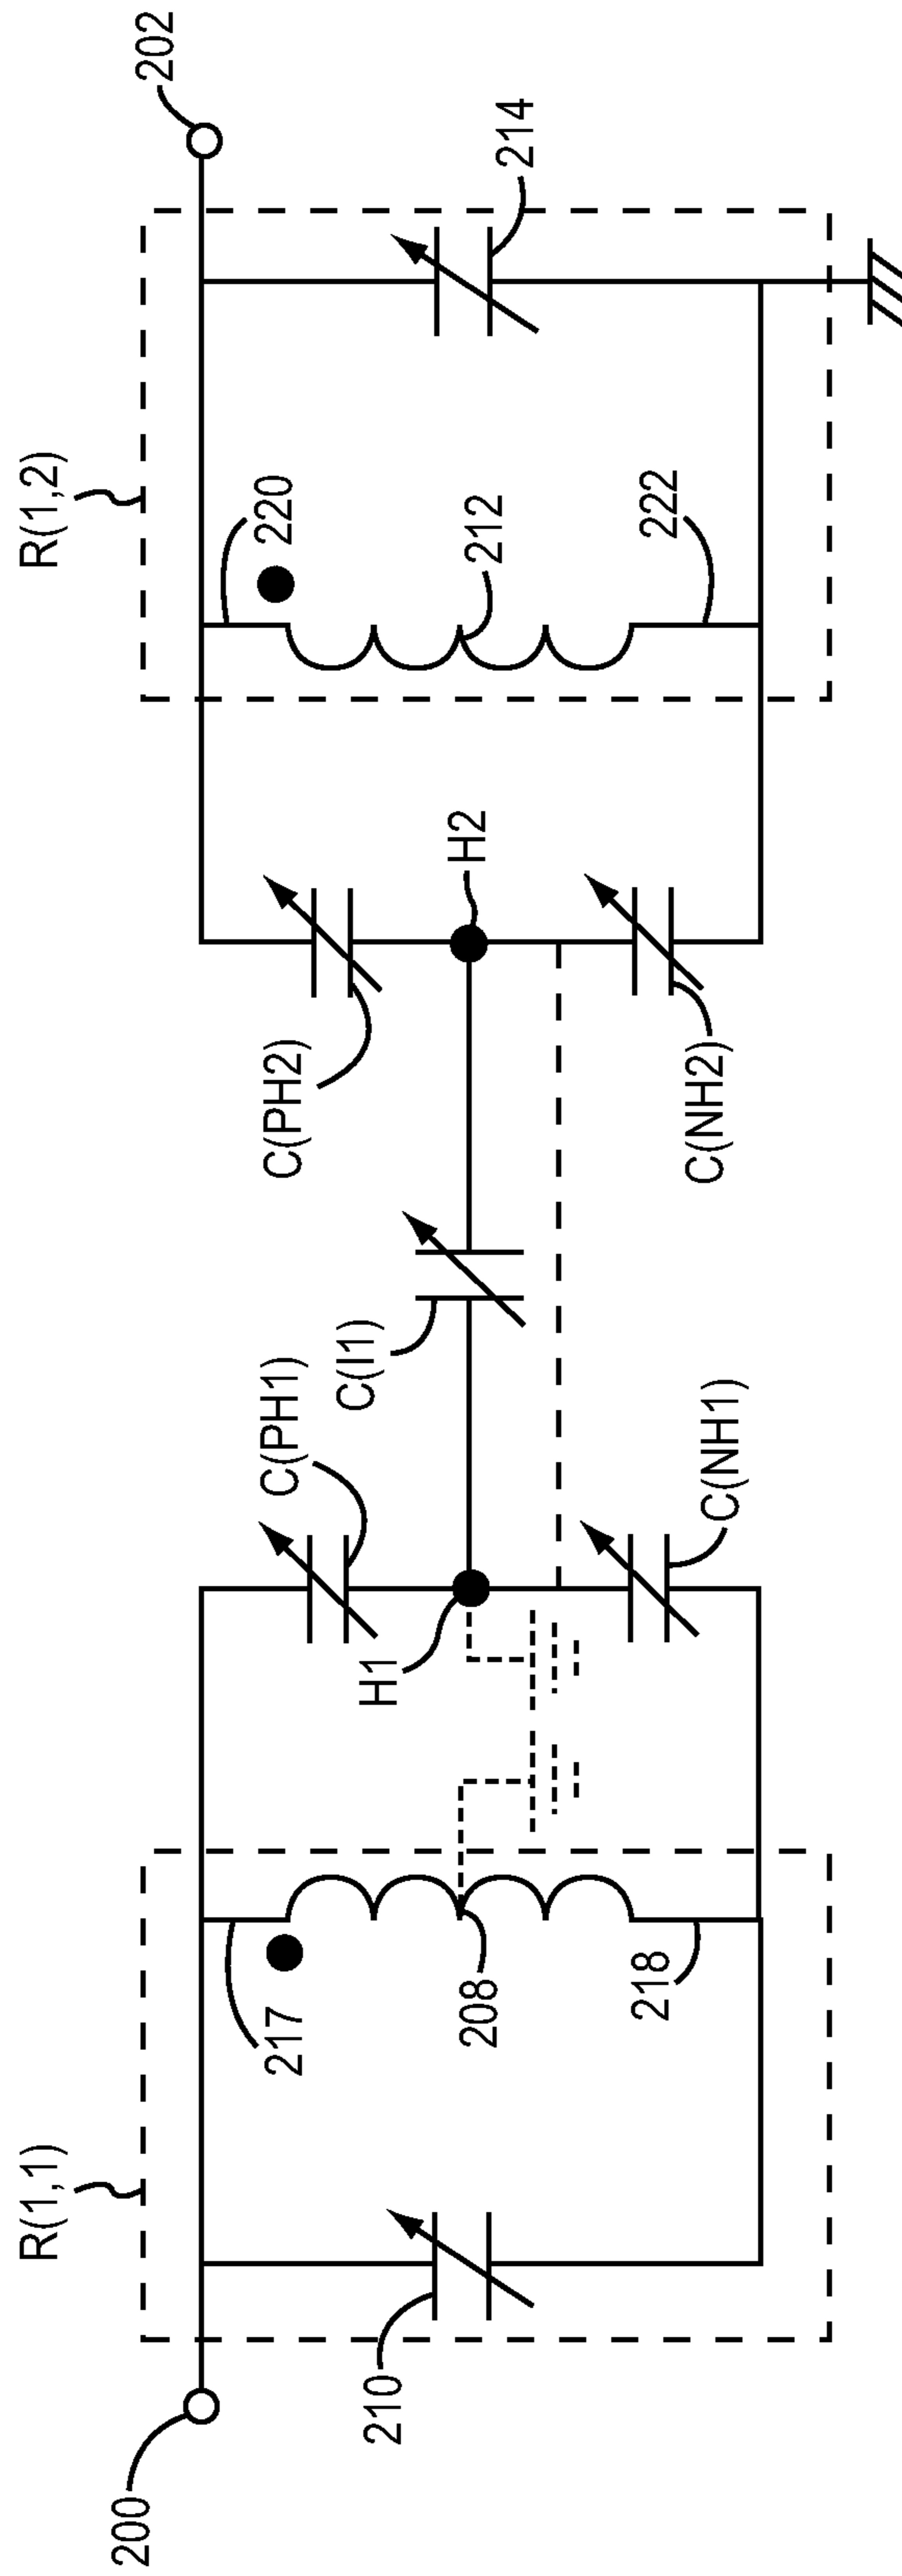 R(1,1)
R(1,2)
200
202
217
220
210
214
208
212
218
222
C(PH1)
C(PH2)
C(I1)
H1
H2
C(NH1)
C(NH2)